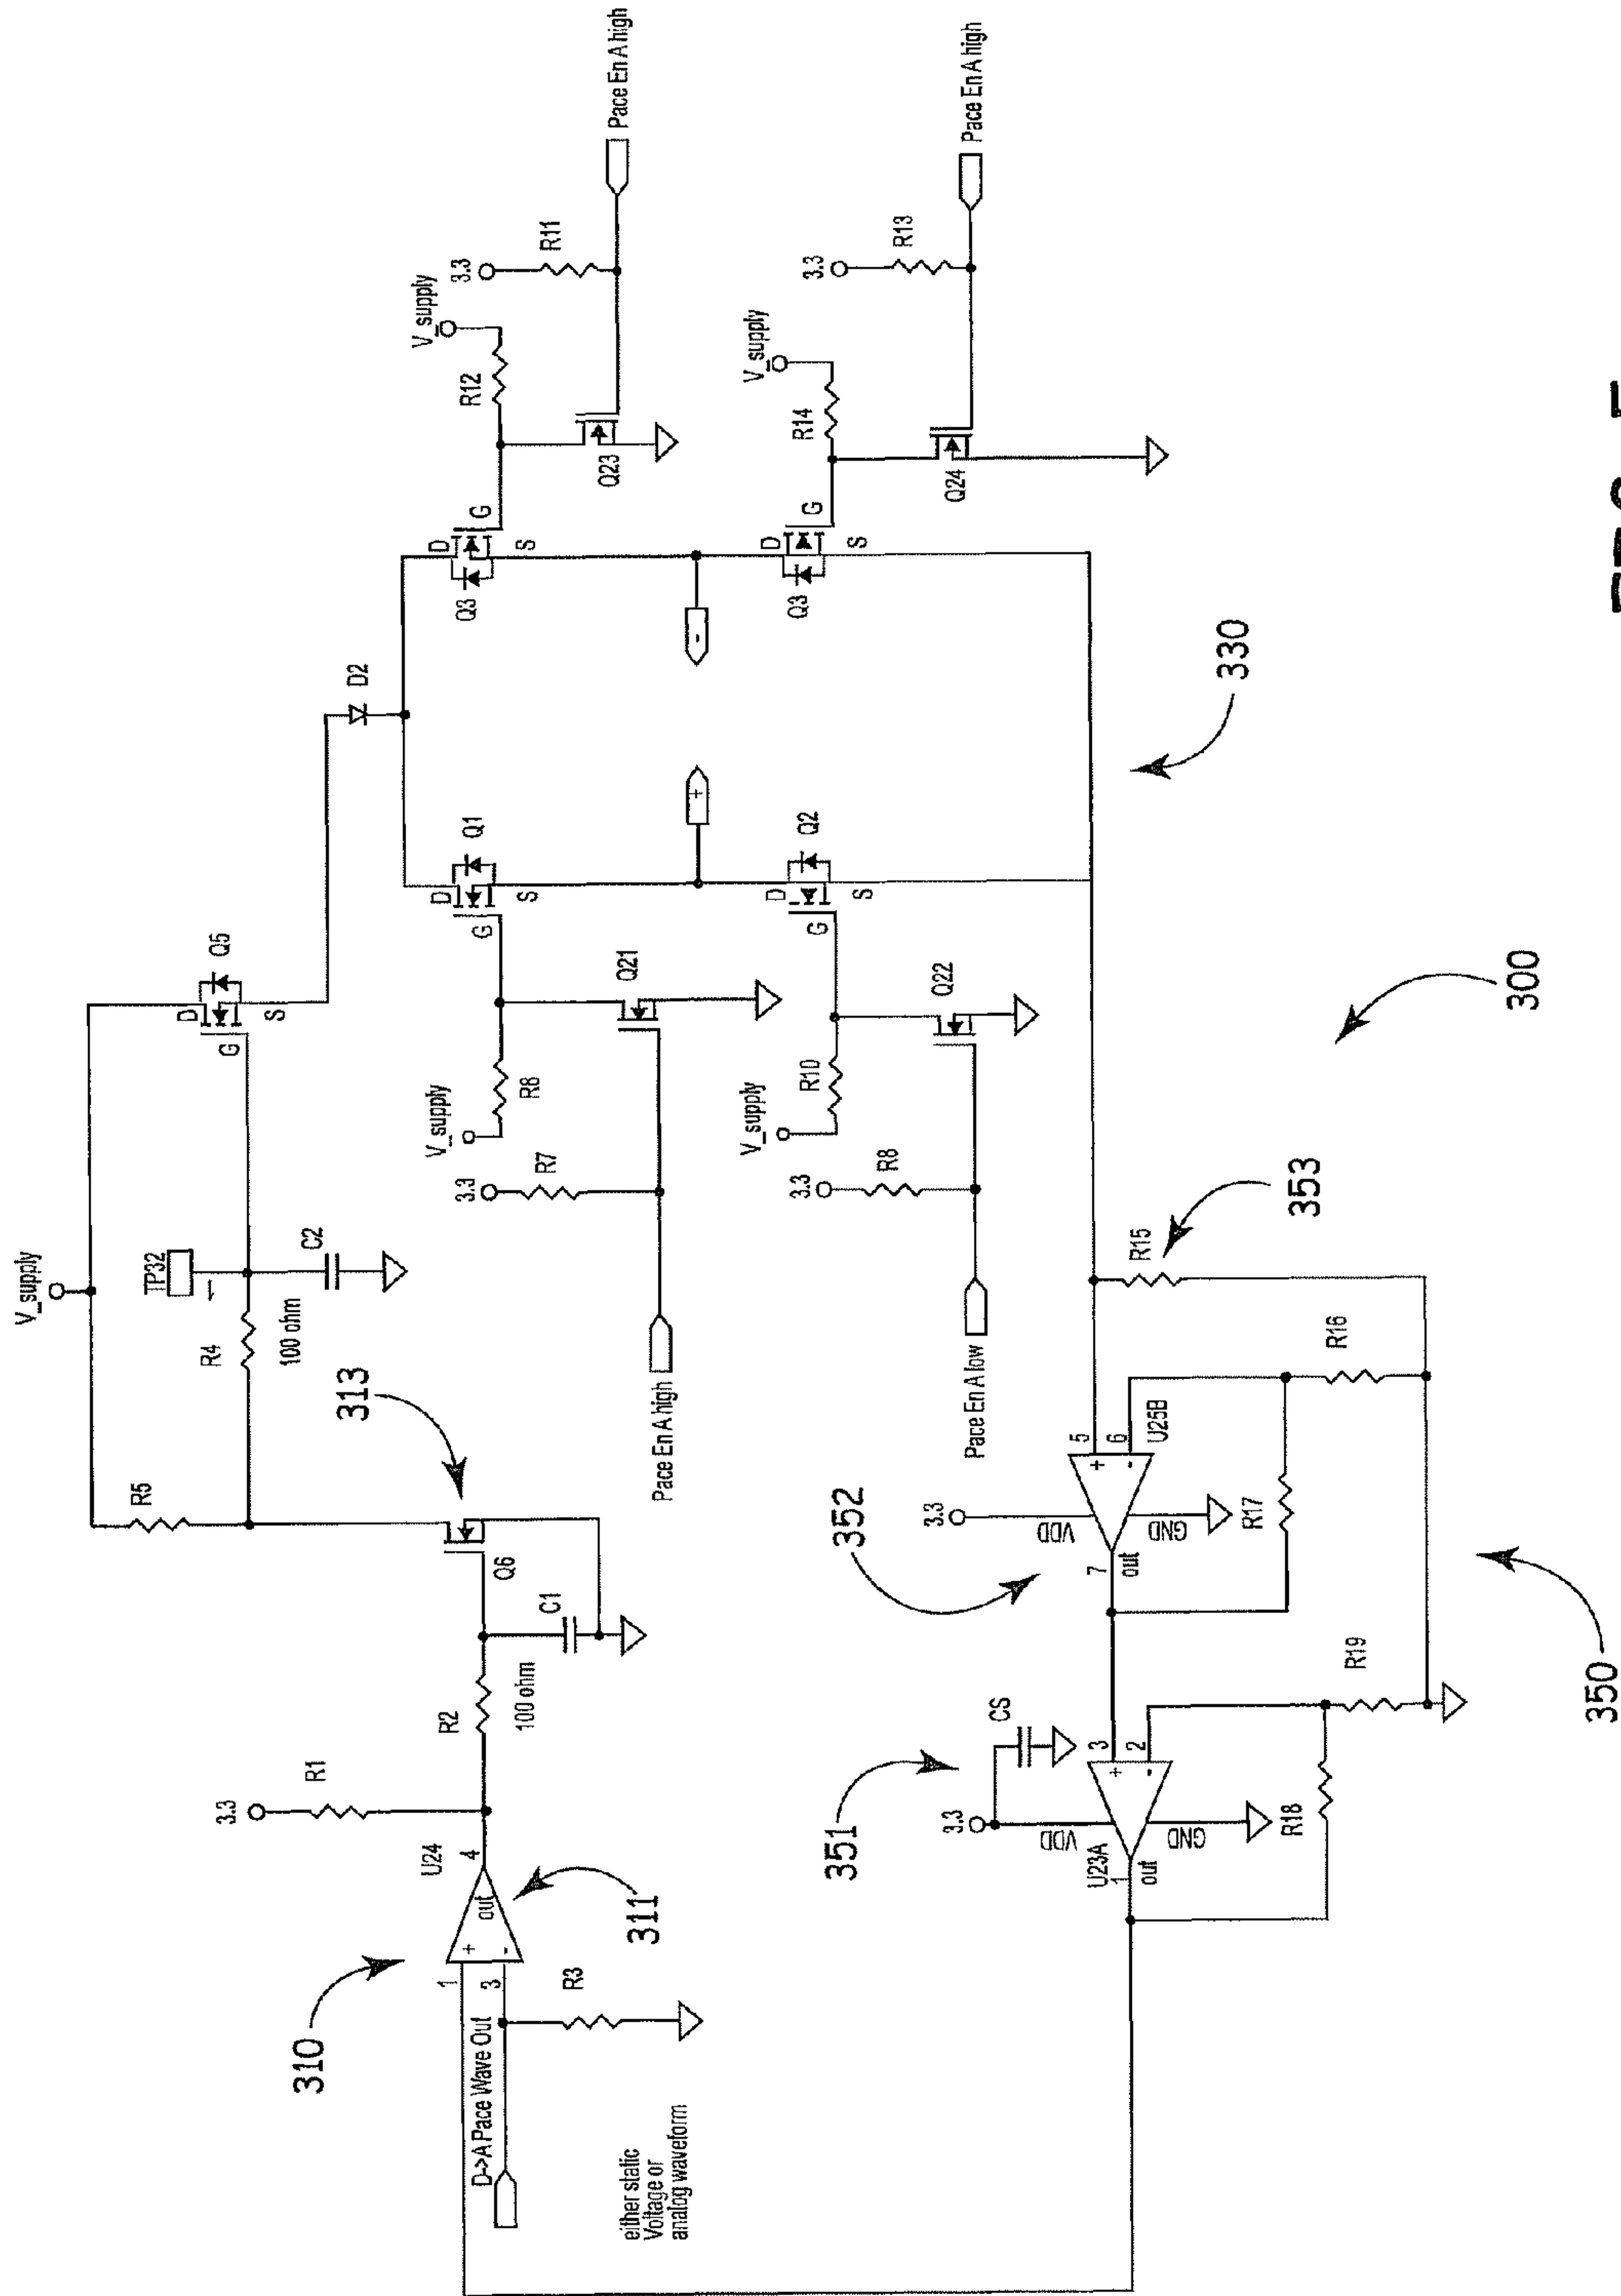 V_supply
R5
R4
100 ohm
TP32
C2
D
G
S
Q5
D2
3.3
R1
U24
4
out
1
3
+
-
310
311
D->A Pace Wave Out
R3
either static
Voltage or
analog waveform
R2
100 ohm
C1
Q6
313
V_supply
R6
3.3
R7
Pace En A high
Q21
D
G
S
Q1
+
V_supply
R10
3.3
R8
Pace En A low
Q22
D
G
S
Q2
D
G
S
Q3
V_supply
R12
3.3
R11
Pace En A high
Q23
-
D
G
S
Q3
V_supply
R14
3.3
R13
Pace En A high
Q24
330
300
353
R15
R16
5
6
+
-
U25B
3.3
VDD
GND
7
out
352
R17
351
3.3
CS
3
2
+
-
VDD
GND
U23A
1
out
R18
R19
350